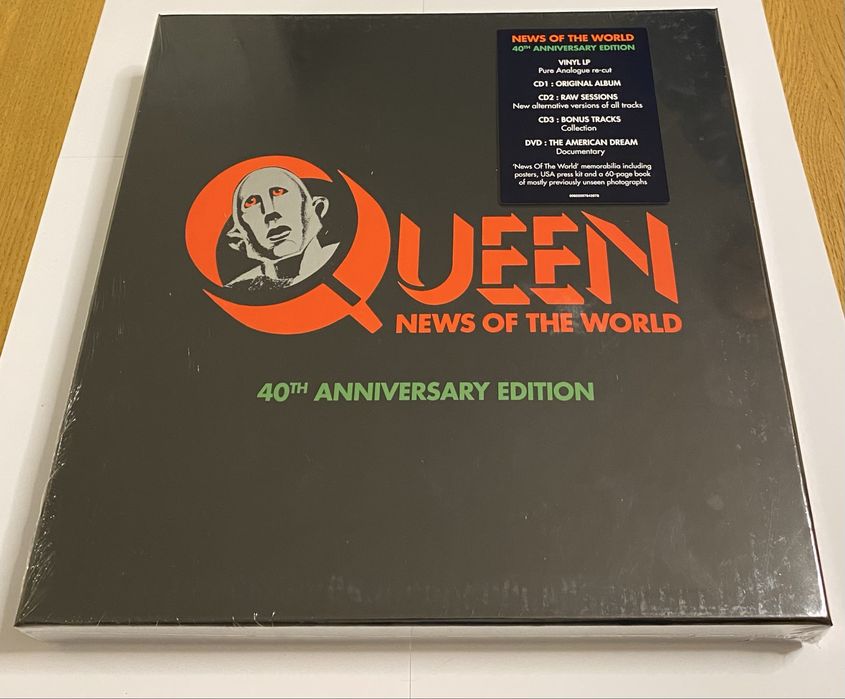 NEWS OF THE WORLD
40TH ANNIVERSARY EDITION
VINYL LP
Pure Analogue re-cut
CD1 : ORIGINAL ALBUM
CD2 : RAW SESSIONS
New alternative versions of all tracks
CD3 : BONUS TRACKS
Collection
DVD : THE AMERICAN DREAM
Documentary
'News Of The World' memorabilia including
posters, USA press kit and a 60-page book
of mostly previously unseen photographs
QUEEN
NEWS OF THE WORLD
40TH ANNIVERSARY EDITION